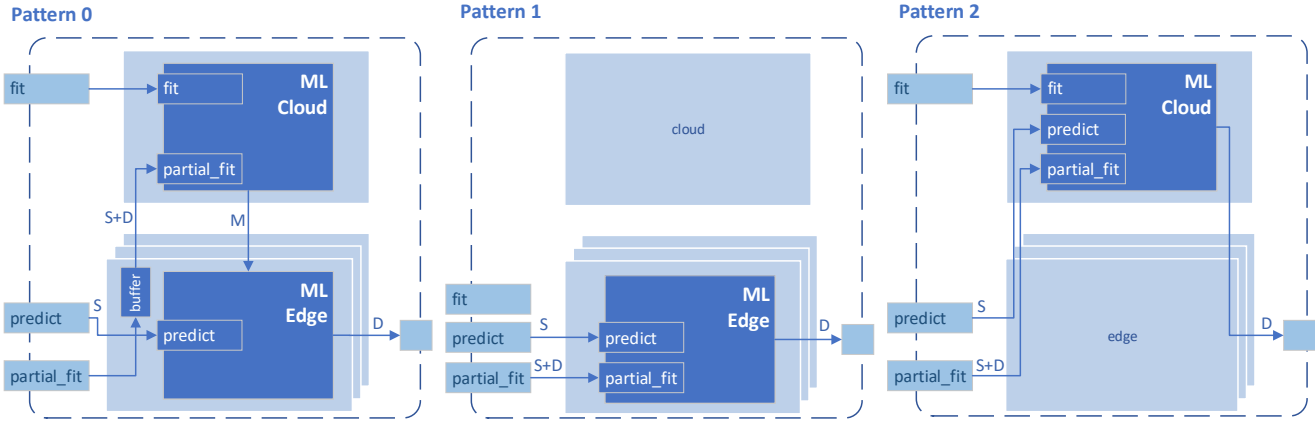 Pattern 0
fit
fit
ML
Cloud
partial_fit
S+D
M
buffer
ML
Edge
predict
S
predict
D
partial_fit
Pattern 1
cloud
fit
ML
Edge
predict
S
predict
D
partial_fit
S+D
partial_fit
Pattern 2
fit
fit
ML
Cloud
predict
partial_fit
predict
S
edge
D
partial_fit
S+D